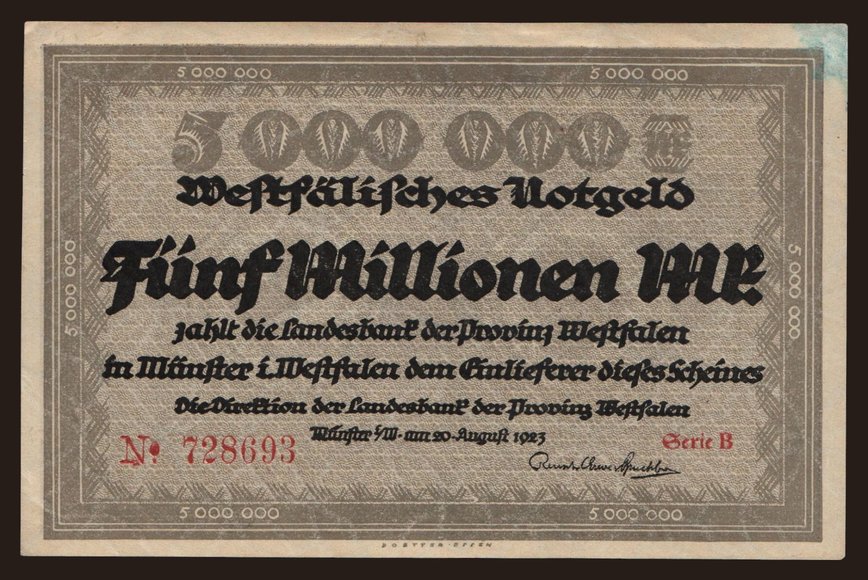 5 000 000
5 000 000
5 000 000 MK
Westfälisches Notgeld
Fünf Millionen MK.
zahlt die Landesbank der Provinz Westfalen
in Münster i. Westfalen dem Einlieferer dieses Scheines
Die Direktion der Landesbank der Provinz Westfalen
Münster i/W. am 20. August 1923
No. 728693
Serie B
5 000 000
5 000 000
5 000 000
5 000 000